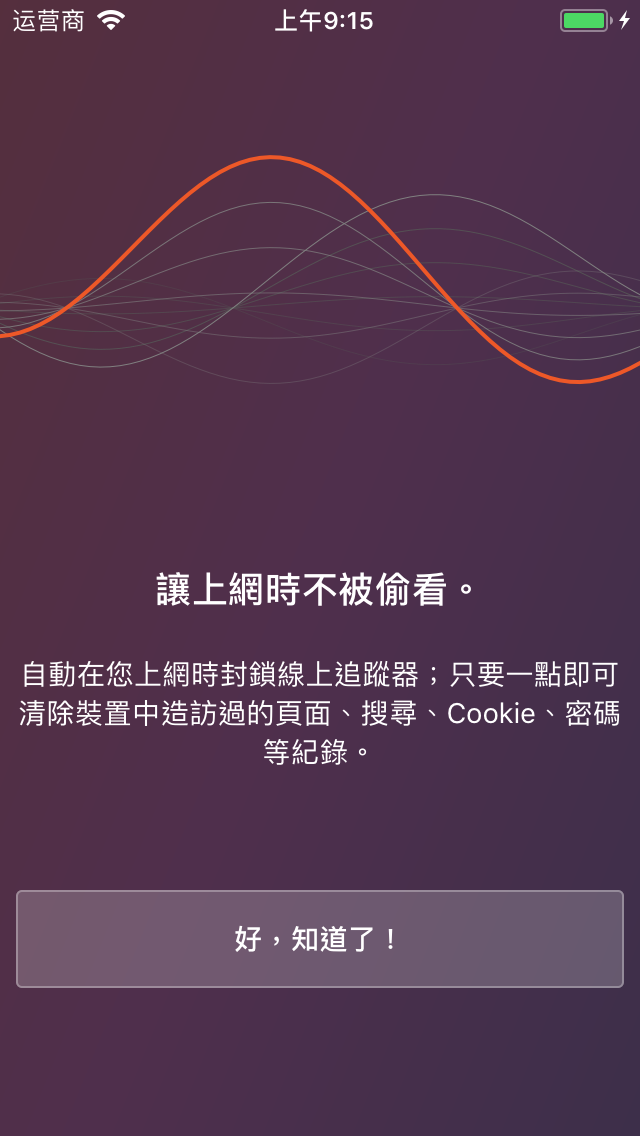 运营商 上午9:15
讓上網時不被偷看。
自動在您上網時封鎖線上追蹤器；只要一點即可
清除裝置中造訪過的頁面、搜尋、Cookie、密碼
等紀錄。
好，知道了！